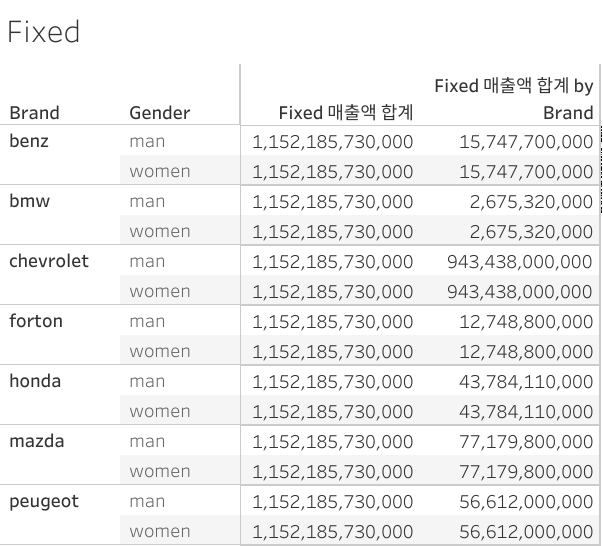 Fixed
Fixed 매출액 합계 by
Brand Gender Fixed 매출액 합계 Brand
benz man 1,152,185,730,000 15,747,700,000
women 1,152,185,730,000 15,747,700,000
bmw man 1,152,185,730,000 2,675,320,000
women 1,152,185,730,000 2,675,320,000
chevrolet man 1,152,185,730,000 943,438,000,000
women 1,152,185,730,000 943,438,000,000
forton man 1,152,185,730,000 12,748,800,000
women 1,152,185,730,000 12,748,800,000
honda man 1,152,185,730,000 43,784,110,000
women 1,152,185,730,000 43,784,110,000
mazda man 1,152,185,730,000 77,179,800,000
women 1,152,185,730,000 77,179,800,000
peugeot man 1,152,185,730,000 56,612,000,000
women 1,152,185,730,000 56,612,000,000